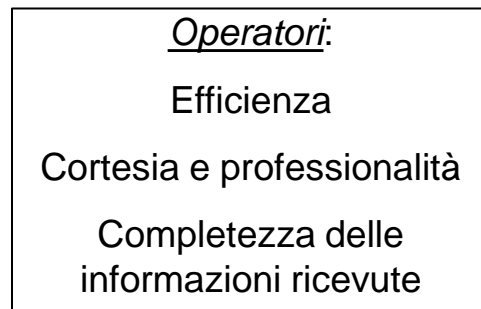 Operatori:
Efficienza
Cortesia e professionalità
Completezza delle
informazioni ricevute